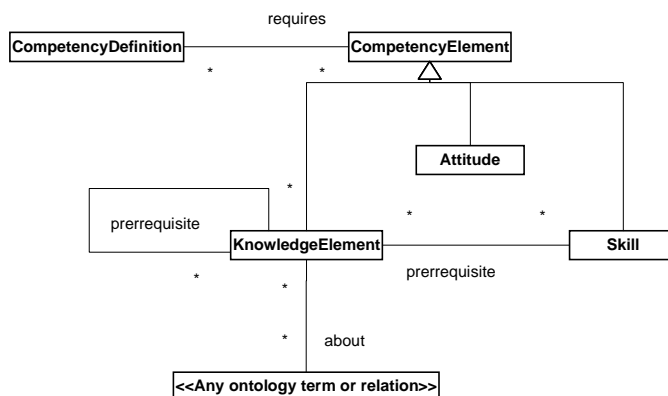 requires
CompetencyDefinition
CompetencyElement
* *
Attitude
*
prerrequisite
* *
KnowledgeElement
Skill
prerrequisite
*
*
*
about
<<Any ontology term or relation>>